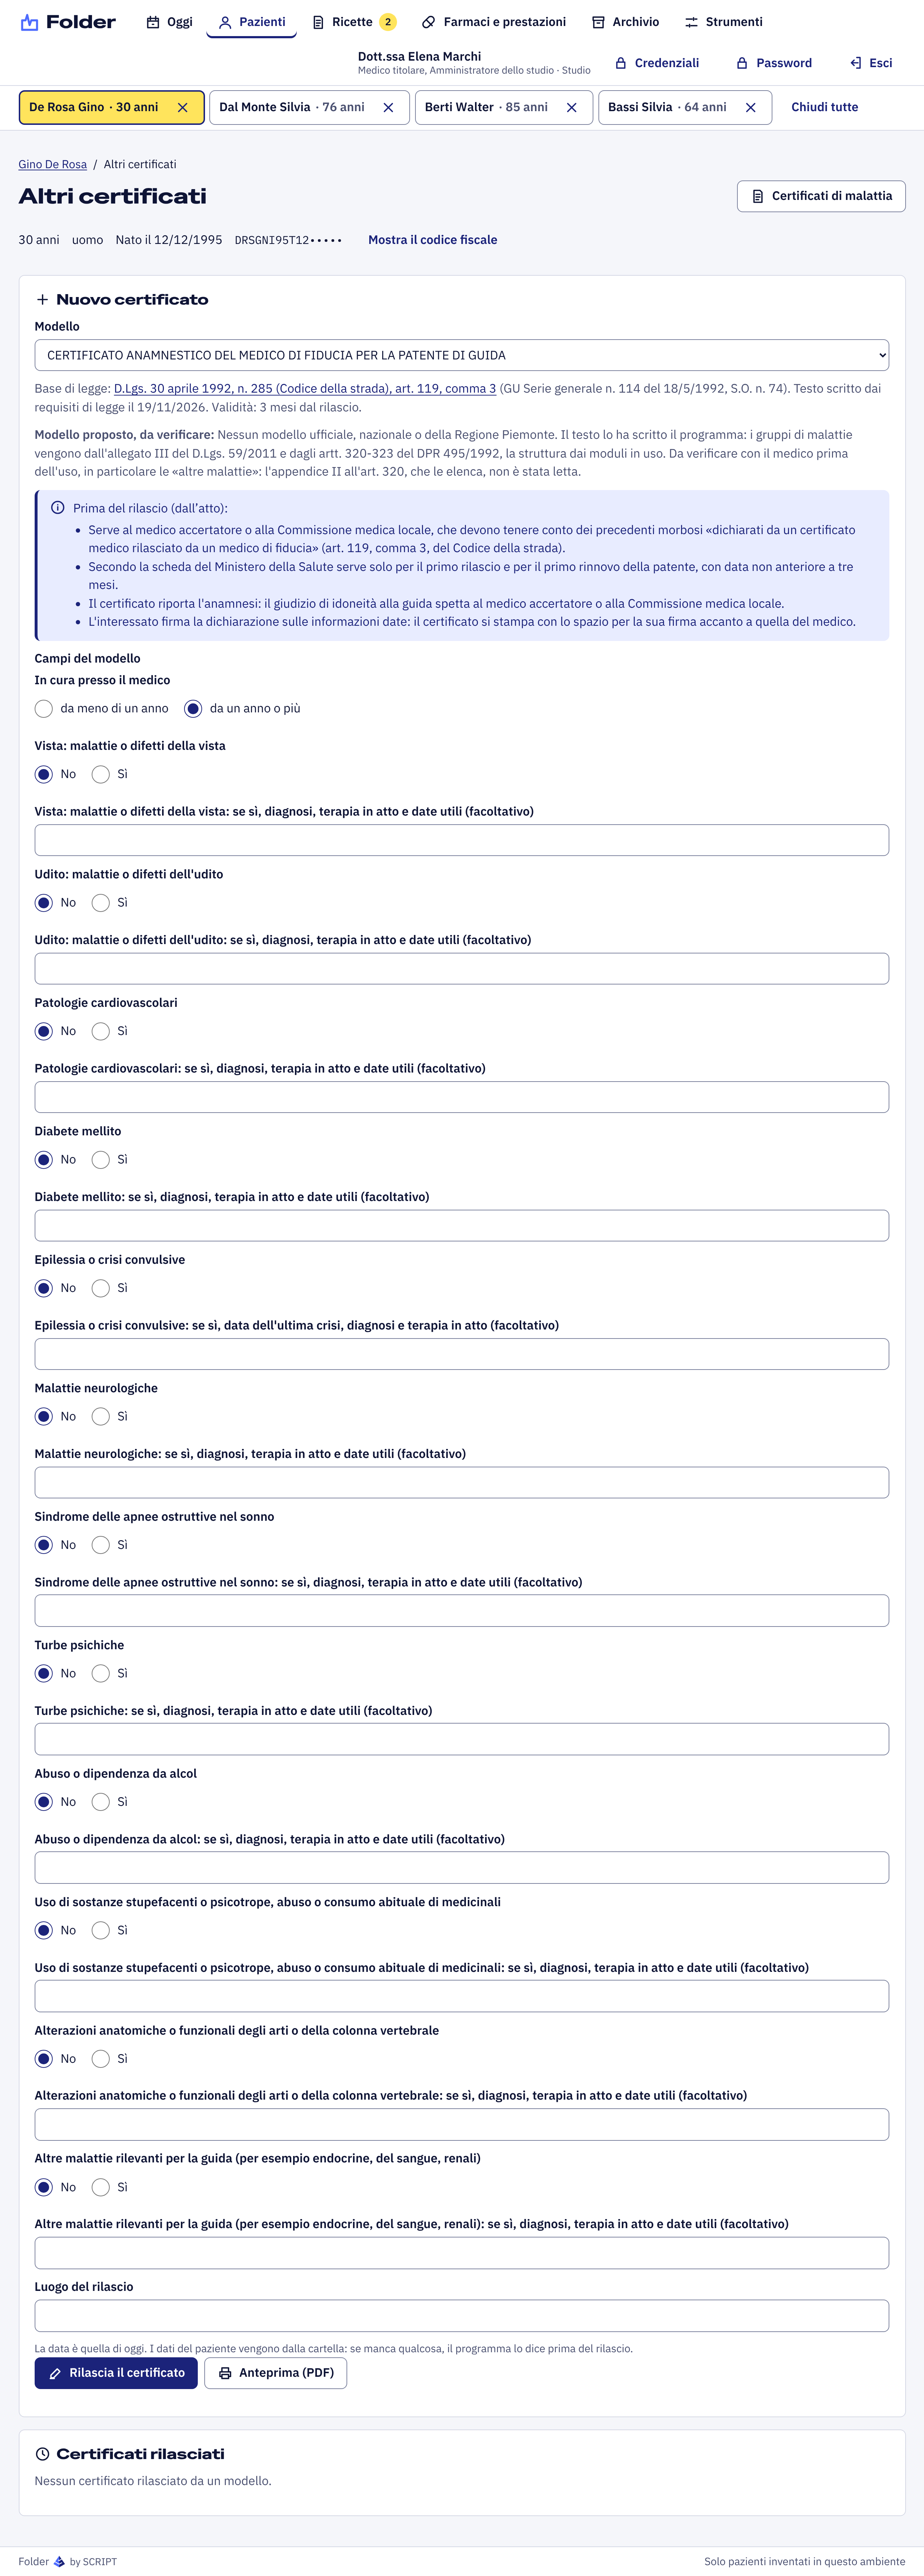 Folder
Oggi
Pazienti
Ricette 2
Farmaci e prestazioni
Archivio
Strumenti
Dott.ssa Elena Marchi
Medico titolare, Amministratore dello studio · Studio
Credenziali
Password
Esci
De Rosa Gino · 30 anni
Dal Monte Silvia · 76 anni
Berti Walter · 85 anni
Bassi Silvia · 64 anni
Chiudi tutte
Gino De Rosa / Altri certificati
Altri certificati
Certificati di malattia
30 anni uomo Nato il 12/12/1995 DRSGNI95T12••••• Mostra il codice fiscale
Nuovo certificato
Modello
CERTIFICATO ANAMNESTICO DEL MEDICO DI FIDUCIA PER LA PATENTE DI GUIDA
Base di legge: D.Lgs. 30 aprile 1992, n. 285 (Codice della strada), art. 119, comma 3 (GU Serie generale n. 114 del 18/5/1992, S.O. n. 74). Testo scritto dai
requisiti di legge il 19/11/2026. Validità: 3 mesi dal rilascio.
Modello proposto, da verificare: Nessun modello ufficiale, nazionale o della Regione Piemonte. Il testo lo ha scritto il programma: i gruppi di malattie
vengono dall'allegato III del D.Lgs. 59/2011 e dagli artt. 320-323 del DPR 495/1992, la struttura dai moduli in uso. Da verificare con il medico prima
dell'uso, in particolare le «altre malattie»: l'appendice II all'art. 320, che le elenca, non è stata letta.
Prima del rilascio (dall’atto):
• Serve al medico accertatore o alla Commissione medica locale, che devono tenere conto dei precedenti morbosi «dichiarati da un certificato
medico rilasciato da un medico di fiducia» (art. 119, comma 3, del Codice della strada).
• Secondo la scheda del Ministero della Salute serve solo per il primo rilascio e per il primo rinnovo della patente, con data non anteriore a tre
mesi.
• Il certificato riporta l'anamnesi: il giudizio di idoneità alla guida spetta al medico accertatore o alla Commissione medica locale.
• L'interessato firma la dichiarazione sulle informazioni date: il certificato si stampa con lo spazio per la sua firma accanto a quella del medico.
Campi del modello
In cura presso il medico
da meno di un anno da un anno o più
Vista: malattie o difetti della vista
No Sì
Vista: malattie o difetti della vista: se sì, diagnosi, terapia in atto e date utili (facoltativo)
Udito: malattie o difetti dell'udito
No Sì
Udito: malattie o difetti dell'udito: se sì, diagnosi, terapia in atto e date utili (facoltativo)
Patologie cardiovascolari
No Sì
Patologie cardiovascolari: se sì, diagnosi, terapia in atto e date utili (facoltativo)
Diabete mellito
No Sì
Diabete mellito: se sì, diagnosi, terapia in atto e date utili (facoltativo)
Epilessia o crisi convulsive
No Sì
Epilessia o crisi convulsive: se sì, data dell'ultima crisi, diagnosi e terapia in atto (facoltativo)
Malattie neurologiche
No Sì
Malattie neurologiche: se sì, diagnosi, terapia in atto e date utili (facoltativo)
Sindrome delle apnee ostruttive nel sonno
No Sì
Sindrome delle apnee ostruttive nel sonno: se sì, diagnosi, terapia in atto e date utili (facoltativo)
Turbe psichiche
No Sì
Turbe psichiche: se sì, diagnosi, terapia in atto e date utili (facoltativo)
Abuso o dipendenza da alcol
No Sì
Abuso o dipendenza da alcol: se sì, diagnosi, terapia in atto e date utili (facoltativo)
Uso di sostanze stupefacenti o psicotrope, abuso o consumo abituale di medicinali
No Sì
Uso di sostanze stupefacenti o psicotrope, abuso o consumo abituale di medicinali: se sì, diagnosi, terapia in atto e date utili (facoltativo)
Alterazioni anatomiche o funzionali degli arti o della colonna vertebrale
No Sì
Alterazioni anatomiche o funzionali degli arti o della colonna vertebrale: se sì, diagnosi, terapia in atto e date utili (facoltativo)
Altre malattie rilevanti per la guida (per esempio endocrine, del sangue, renali)
No Sì
Altre malattie rilevanti per la guida (per esempio endocrine, del sangue, renali): se sì, diagnosi, terapia in atto e date utili (facoltativo)
Luogo del rilascio
La data è quella di oggi. I dati del paziente vengono dalla cartella: se manca qualcosa, il programma lo dice prima del rilascio.
Rilascia il certificato
Anteprima (PDF)
Certificati rilasciati
Nessun certificato rilasciato da un modello.
Folder by SCRIPT
Solo pazienti inventati in questo ambiente